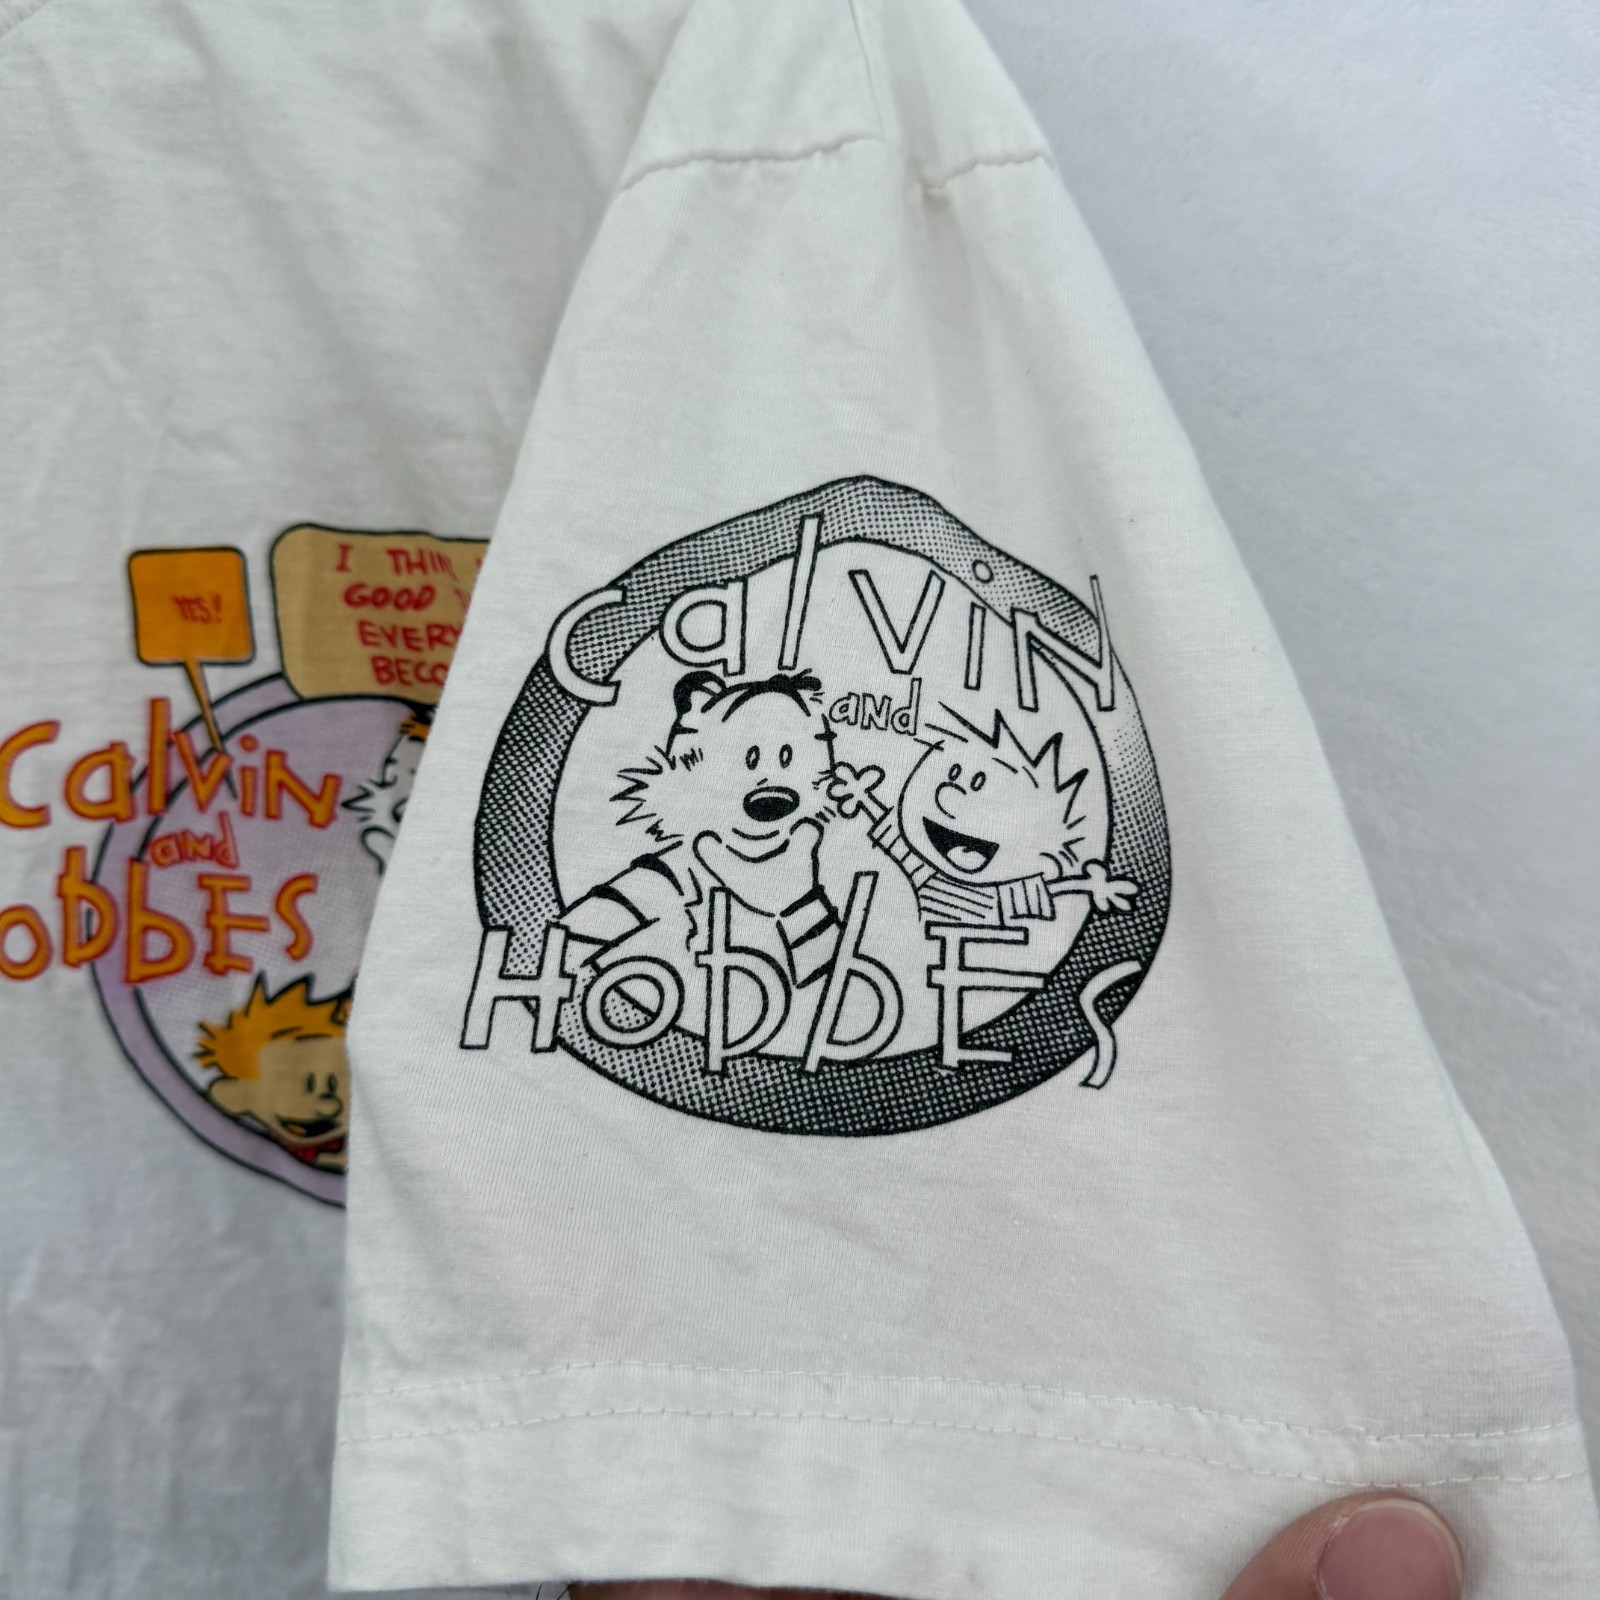 YES!
I THIN
GOOD
EVERY
BECO
Calvin
and
obbES
Calvin
and
HobbES